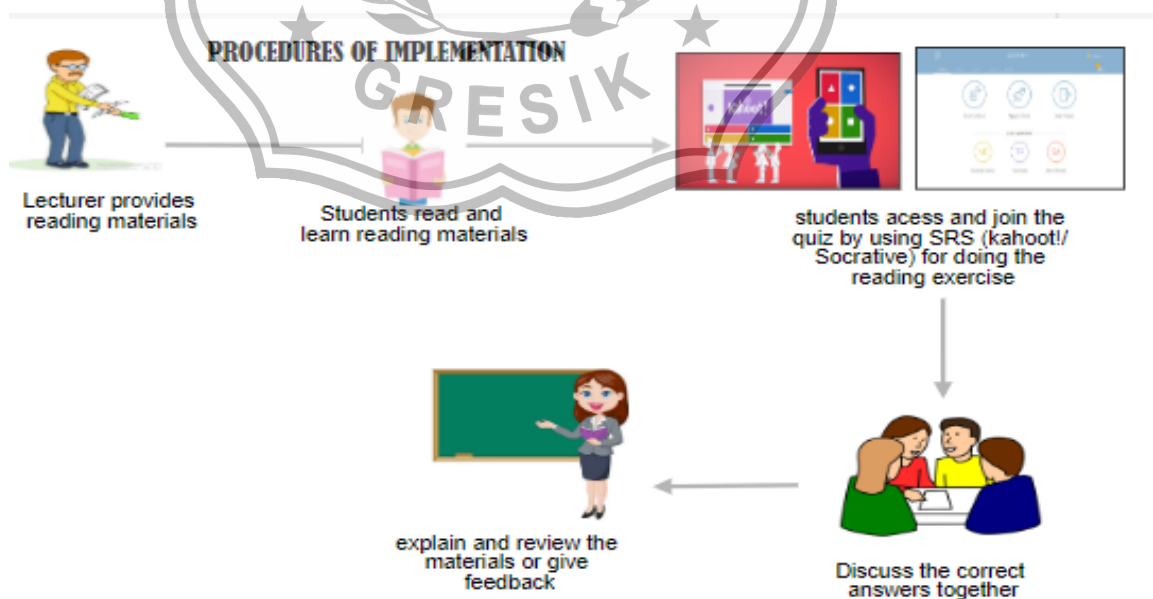 PROCEDURES OF IMPLEMENTATION
GRESIK
Lecturer provides
reading materials
Students read and
learn reading materials
Kahoot!
students acess and join the
quiz by using SRS (kahoot!/
Socrative) for doing the
reading exercise
explain and review the
materials or give
feedback
Discuss the correct
answers together